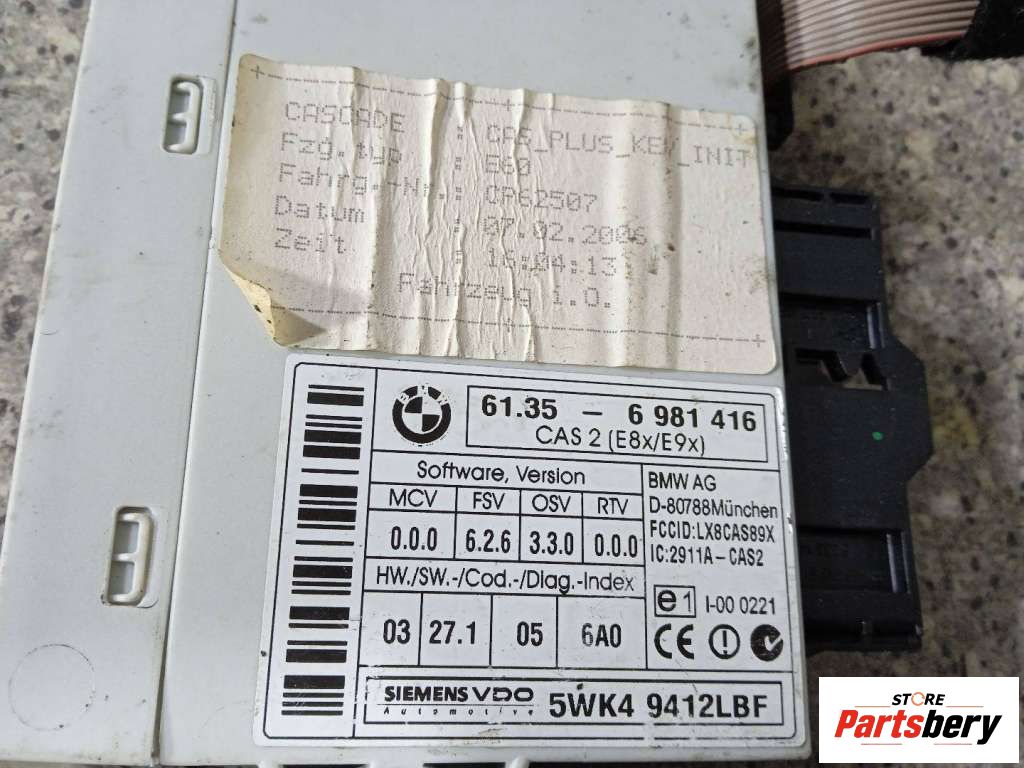 CASCADE : CAS_PLUS_KEY_INIT
Fzg.typ : E60
Fahrg.-Nr.: CP62507
Datum : 07.02.2006
Zeit : 16:04:13
Fahrzeug i.O.
BMW
61.35 – 6 981 416
CAS 2 (E8x/E9x)
Software, Version
MCV FSV OSV RTV
0.0.0 6.2.6 3.3.0 0.0.0
HW./SW.-/Cod.-/Diag.-Index
03 27.1 05 6A0
BMW AG
D-80788München
FCCID:LX8CAS89X
IC:2911A–CAS2
e1 I-00 0221
CE
SIEMENS VDO
Automotive
5WK4 9412LBF
STORE
Partsbery